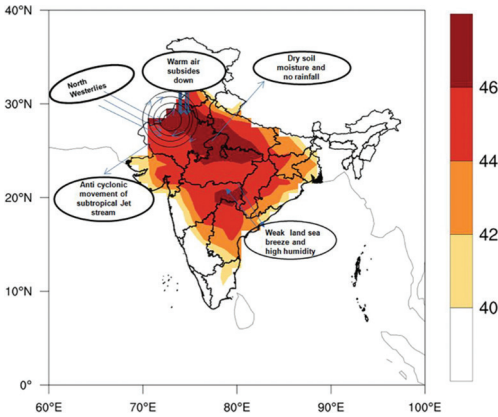 40°N
30°N
20°N
10°N
0°
60°E
70°E
80°E
90°E
100°E
North
Westerlies
Warm air
subsides
down
Dry soil
moisture and
no rainfall
Anti cyclonic
movement of
subtropical Jet
stream
Weak land sea
breeze and
high humidity
46
44
42
40